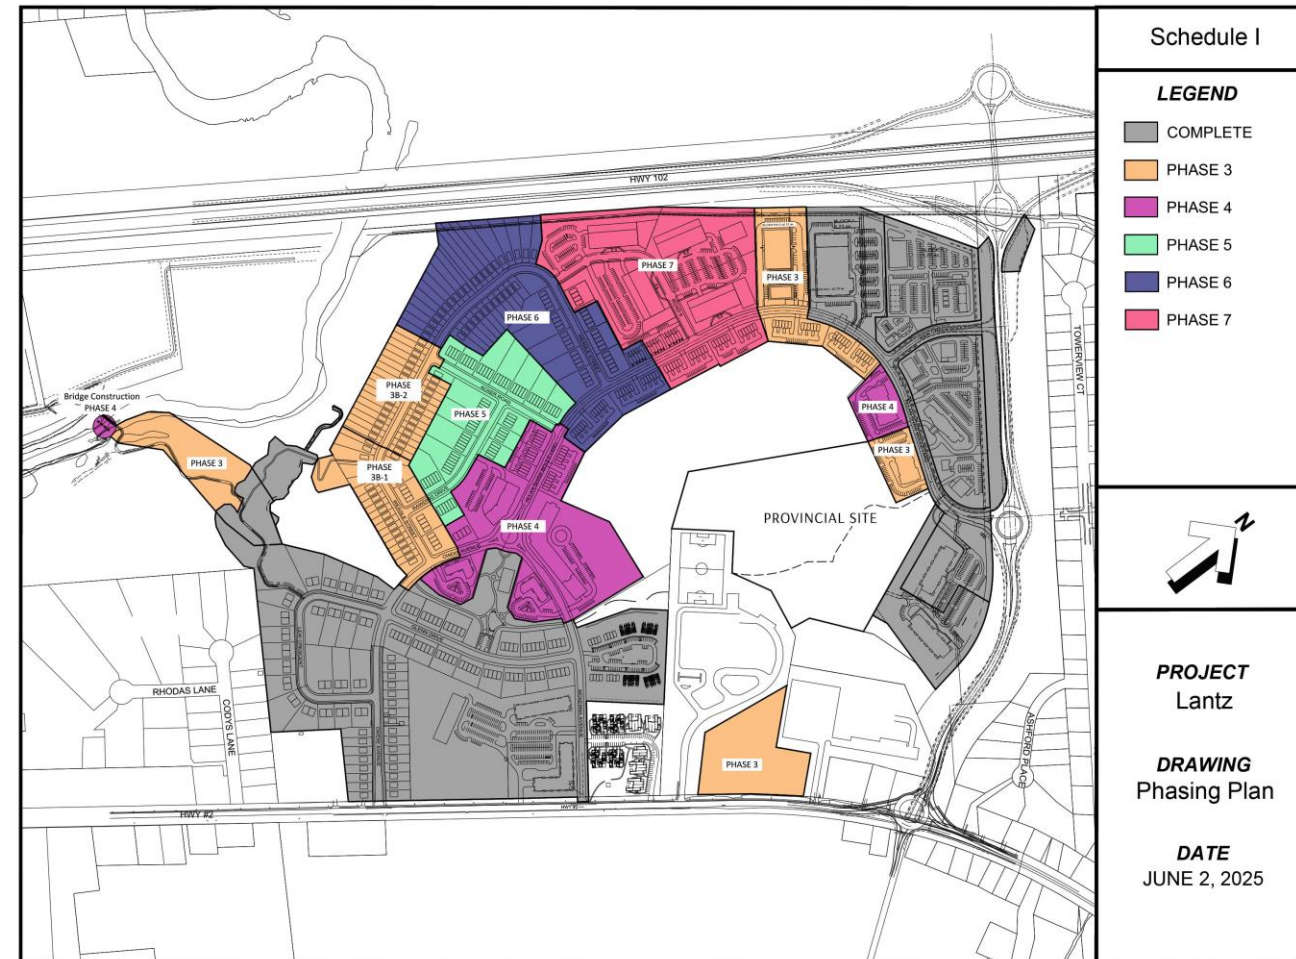 Schedule I
LEGEND
COMPLETE
PHASE 3
PHASE 4
PHASE 5
PHASE 6
PHASE 7
HWY 102
PHASE 7
PHASE 3
PHASE 6
TOWERVIEW CT
PHASE
3B-2
Bridge Construction
PHASE 4
PHASE 5
PHASE 4
PHASE 3
PHASE 3
PHASE
3B-1
PROVINCIAL SITE
PHASE 4
N
RHODAS LANE
CODYS LANE
ASHFORD PLACE
PHASE 3
HWY #2
PROJECT
Lantz
DRAWING
Phasing Plan
DATE
JUNE 2, 2025